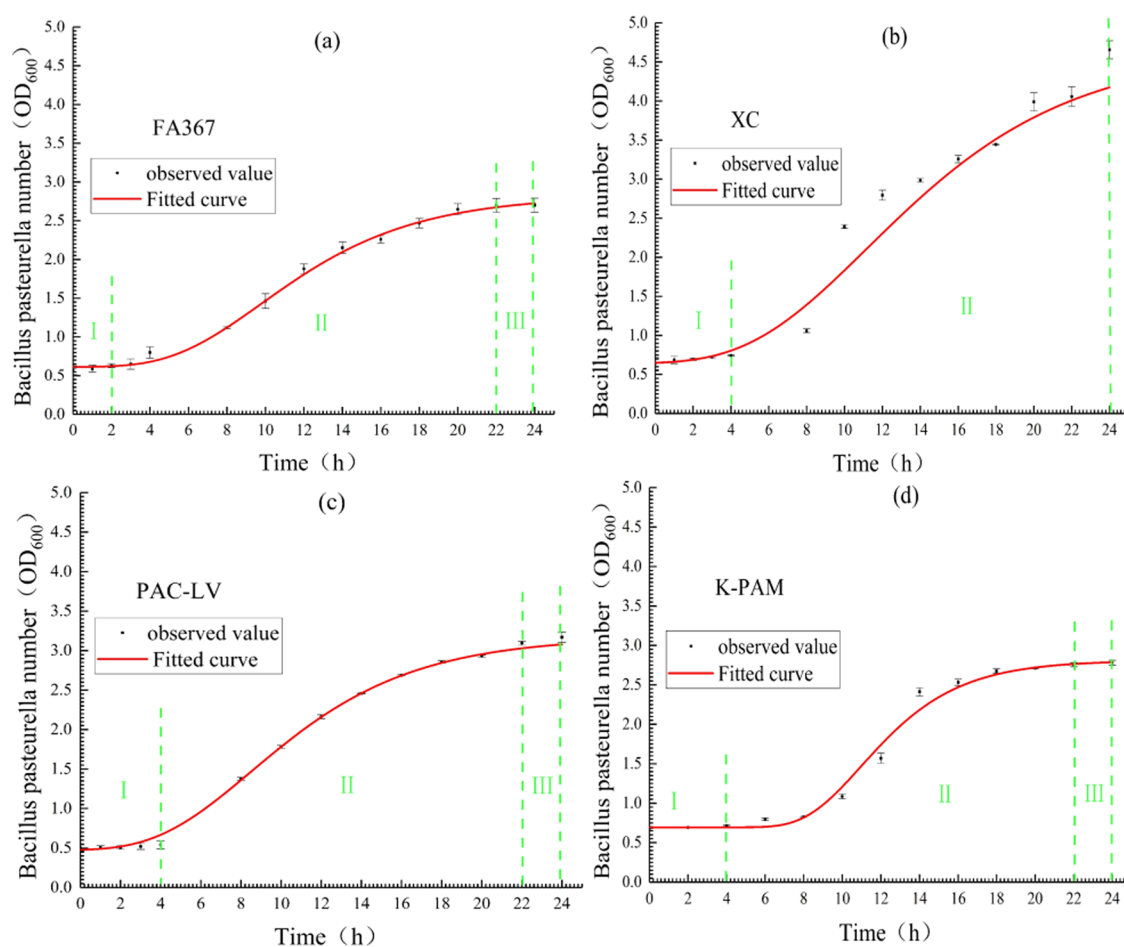 (a)
Bacillus pasteurella number（OD600）
5.0
4.5
4.0
3.5
3.0
2.5
2.0
1.5
1.0
0.5
0.0
FA367
observed value
Fitted curve
I
II
III
0 2 4 6 8 10 12 14 16 18 20 22 24
Time（h）
(b)
Bacillus pasteurella number（OD600）
5.0
4.5
4.0
3.5
3.0
2.5
2.0
1.5
1.0
0.5
0.0
XC
observed value
Fitted curve
I
II
0 2 4 6 8 10 12 14 16 18 20 22 24
Time（h）
(c)
Bacillus pasteurella number（OD600）
5.0
4.5
4.0
3.5
3.0
2.5
2.0
1.5
1.0
0.5
0.0
PAC-LV
observed value
Fitted curve
I
II
III
0 2 4 6 8 10 12 14 16 18 20 22 24
Time（h）
(d)
Bacillus pasteurella number（OD600）
5.0
4.5
4.0
3.5
3.0
2.5
2.0
1.5
1.0
0.5
0.0
K-PAM
observed value
Fitted curve
I
II
III
0 2 4 6 8 10 12 14 16 18 20 22 24
Time（h）